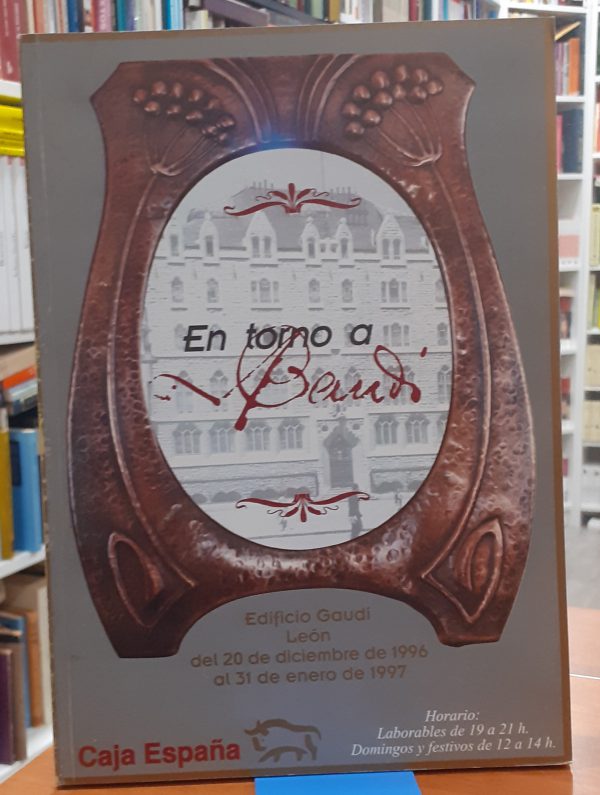 En torno a
Gaudi
Edificio Gaudí
León
del 20 de diciembre de 1996
al 31 de enero de 1997
Horario:
Laborables de 19 a 21 h.
Domingos y festivos de 12 a 14 h.
Caja España